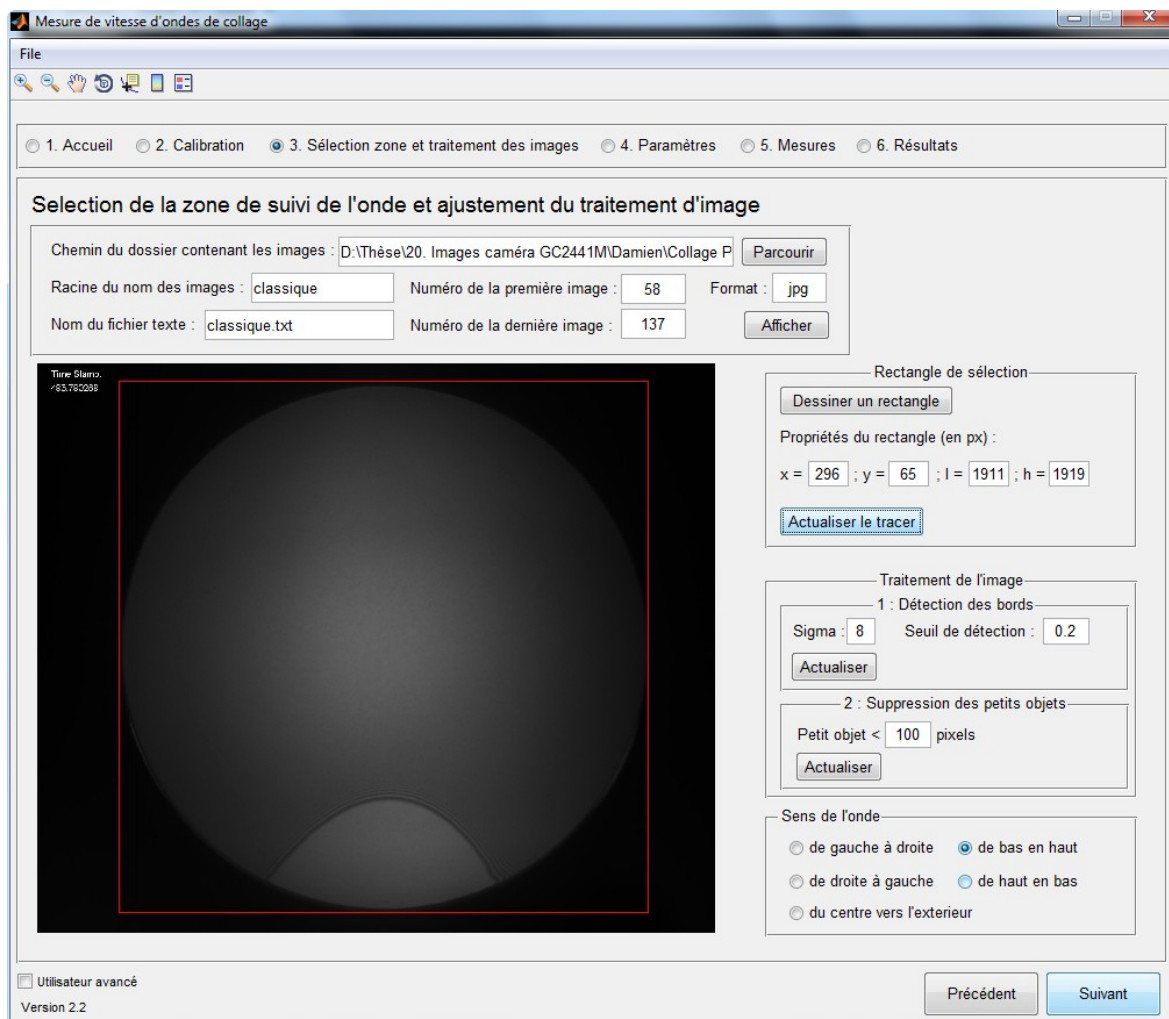 Mesure de vitesse d'ondes de collage
File
1. Accueil 2. Calibration 3. Sélection zone et traitement des images 4. Paramètres 5. Mesures 6. Résultats
Selection de la zone de suivi de l'onde et ajustement du traitement d'image
Chemin du dossier contenant les images : D:\Thèse\20. Images caméra GC2441M\Damien\Collage P Parcourir
Racine du nom des images : classique Numéro de la première image : 58 Format : jpg
Nom du fichier texte : classique.txt Numéro de la dernière image : 137 Afficher
Time Stamp.
Rectangle de sélection
Dessiner un rectangle
Propriétés du rectangle (en px) :
x = 296 ; y = 65 ; l = 1911 ; h = 1919
Actualiser le tracer
Traitement de l'image
1 : Détection des bords
Sigma : 8 Seuil de détection : 0.2
Actualiser
2 : Suppression des petits objets
Petit objet < 100 pixels
Actualiser
Sens de l'onde
de gauche à droite de bas en haut
de droite à gauche de haut en bas
du centre vers l'exterieur
Utilisateur avancé
Version 2.2
Précédent Suivant